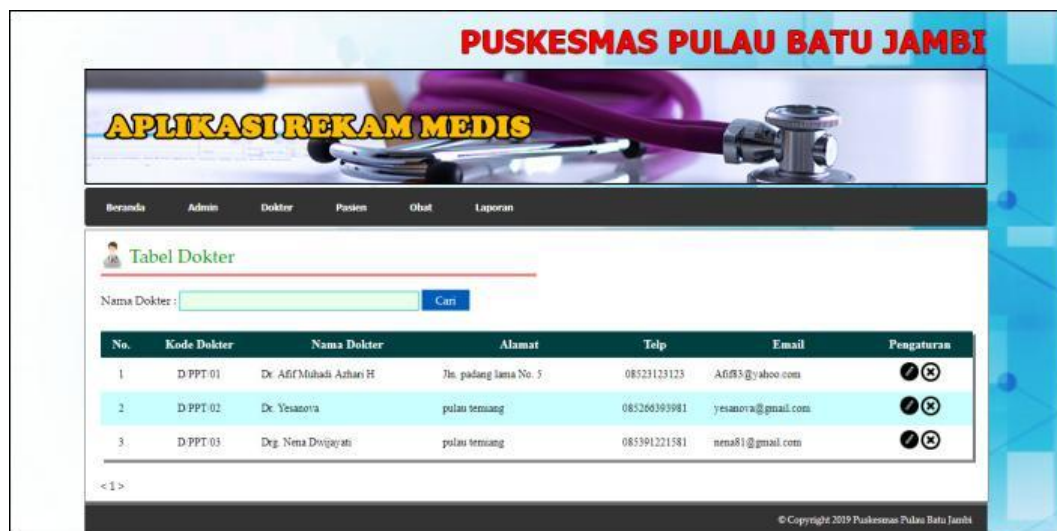 PUSKESMAS PULAU BATU JAMBI
APLIKASI REKAM MEDIS
Beranda Admin Dokter Pasien Obat Laporan
Tabel Dokter
Nama Dokter : Cari
No. Kode Dokter Nama Dokter Alamat Telp Email Pengaturan
1 D/PPT/01 Dr. Afif Muhadi Azhari H Jln. padang lama No. 5 08523123123 Afif83@yahoo.com
2 D/PPT/02 Dr. Yesanova pulau temiang 085266393981 yesanova@gmail.com
3 D/PPT/03 Drg. Nena Dwijayati pulau temiang 085391221581 nena81@gmail.com
< 1 >
© Copyright 2019 Puskesmas Pulau Batu Jambi